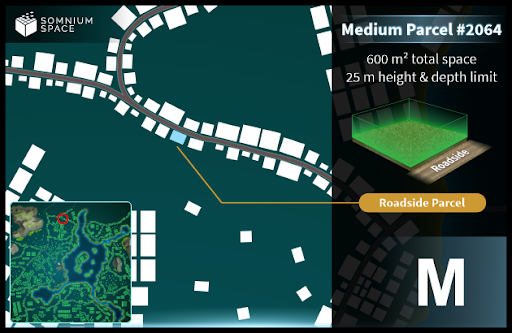 SOMNIUM
SPACE
Medium Parcel #2064
600 m² total space
25 m height & depth limit
Roadside
Roadside Parcel
M